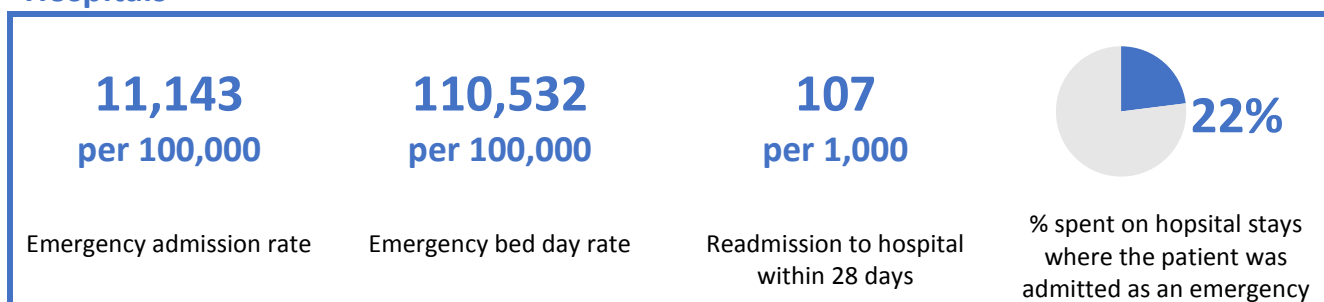 11,143
per 100,000
Emergency admission rate
110,532
per 100,000
Emergency bed day rate
107
per 1,000
Readmission to hospital
within 28 days
22%
% spent on hopsital stays
where the patient was
admitted as an emergency